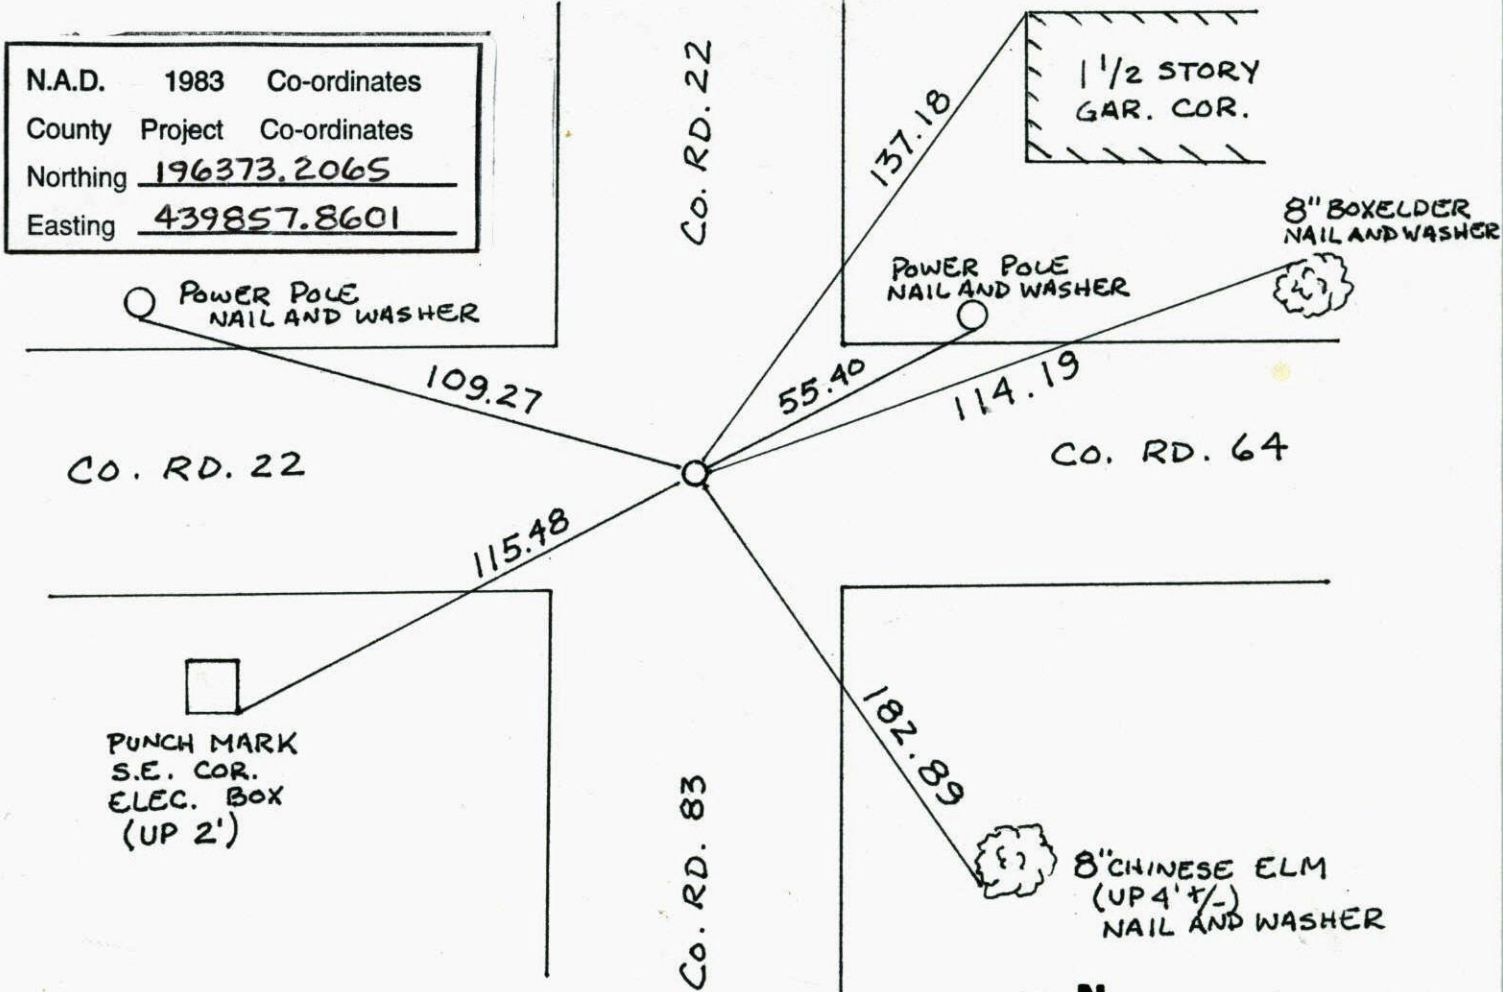 N.A.D. 1983 Co-ordinates
County Project Co-ordinates
Northing 196373.2065
Easting 439857.8601
CO. RD. 22
137.18
1 1/2 STORY
GAR. COR.
8" BOXELDER
NAIL AND WASHER
POWER POLE
NAIL AND WASHER
POWER POLE
NAIL AND WASHER
109.27
55.40
114.19
CO. RD. 22
CO. RD. 64
115.48
182.89
PUNCH MARK
S.E. COR.
ELEC. BOX
(UP 2')
CO. RD. 83
8" CHINESE ELM
(UP 4' +/-)
NAIL AND WASHER
N